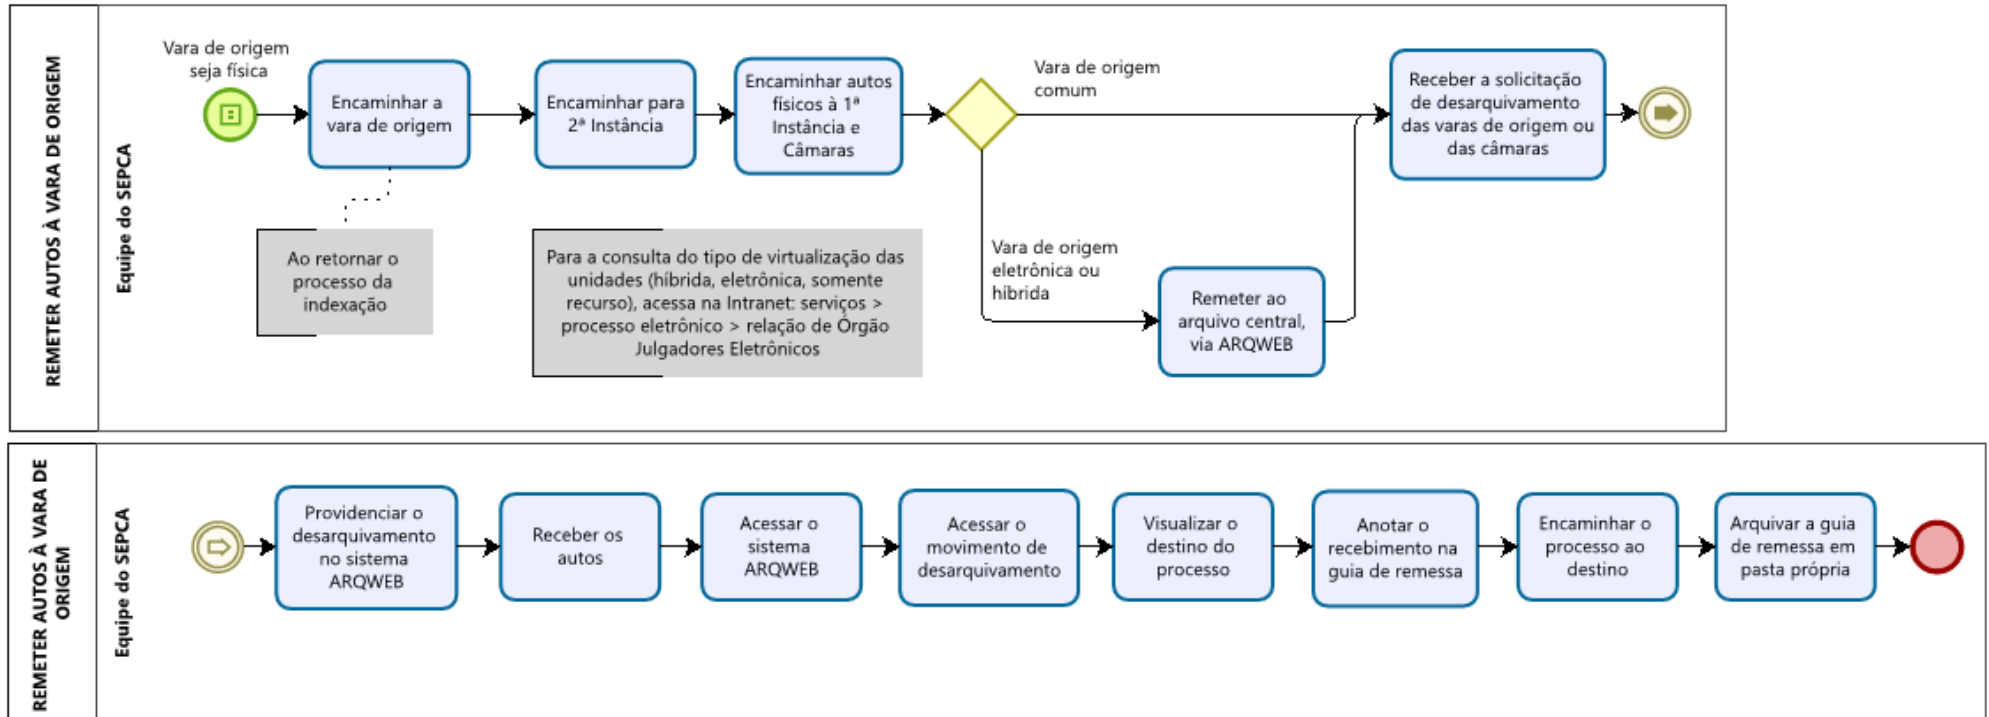 REMETER AUTOS À VARA DE ORIGEM
Equipe do SEPCA
Vara de origem
seja física
Encaminhar a
vara de origem
Encaminhar para
2ª Instância
Encaminhar autos
físicos à 1ª
Instância e
Câmaras
Vara de origem
comum
Receber a solicitação
de desarquivamento
das varas de origem ou
das câmaras
Ao retornar o
processo da
indexação
Para a consulta do tipo de virtualização das
unidades (híbrida, eletrônica, somente
recurso), acessa na Intranet: serviços >
processo eletrônico > relação de Órgão
Julgadores Eletrônicos
Vara de origem
eletrônica ou
híbrida
Remeter ao
arquivo central,
via ARQWEB
REMETER AUTOS À VARA DE
ORIGEM
Equipe do SEPCA
Providenciar o
desarquivamento
no sistema
ARQWEB
Receber os
autos
Acessar o
sistema
ARQWEB
Acessar o
movimento de
desarquivamento
Visualizar o
destino do
processo
Anotar o
recebimento na
guia de remessa
Encaminhar o
processo ao
destino
Arquivar a guia
de remessa em
pasta própria